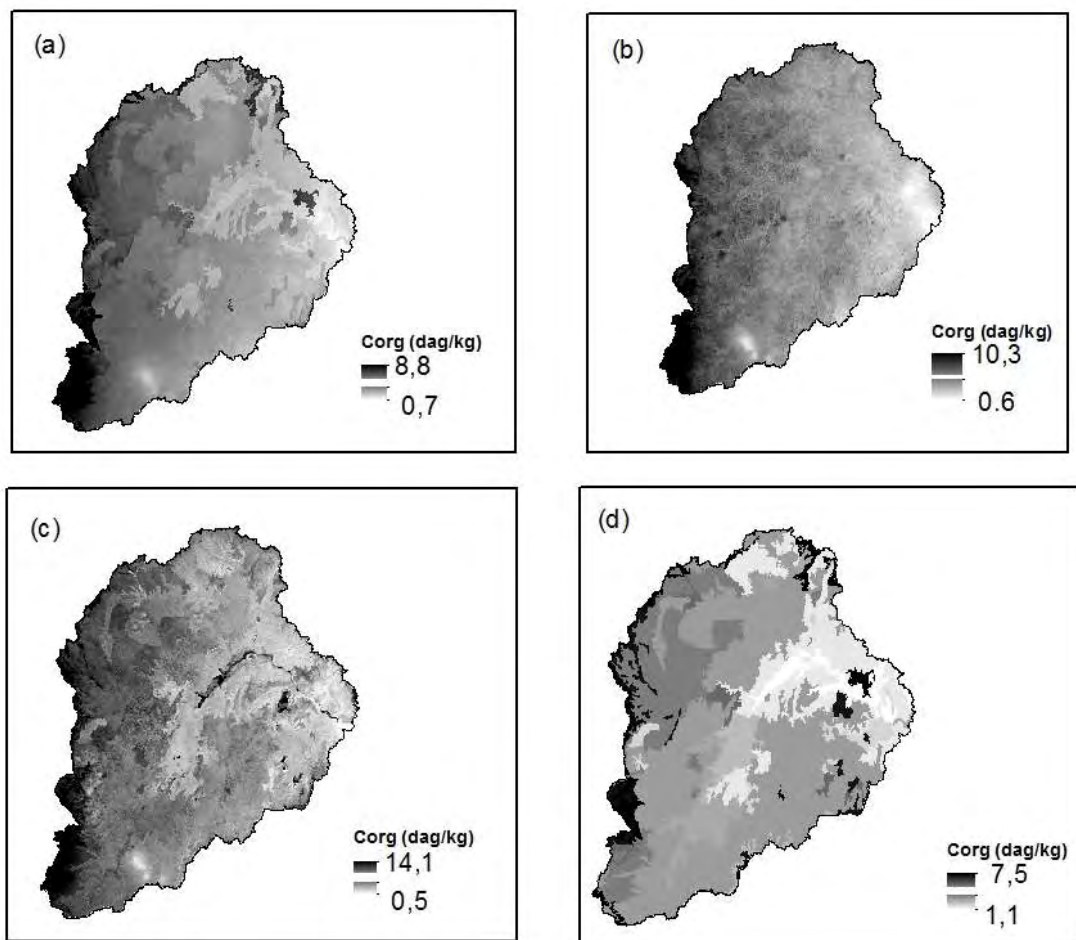 (a)
Corg (dag/kg)
8,8
0,7
(b)
Corg (dag/kg)
10,3
0.6
(c)
Corg (dag/kg)
14,1
0,5
(d)
Corg (dag/kg)
7,5
1,1